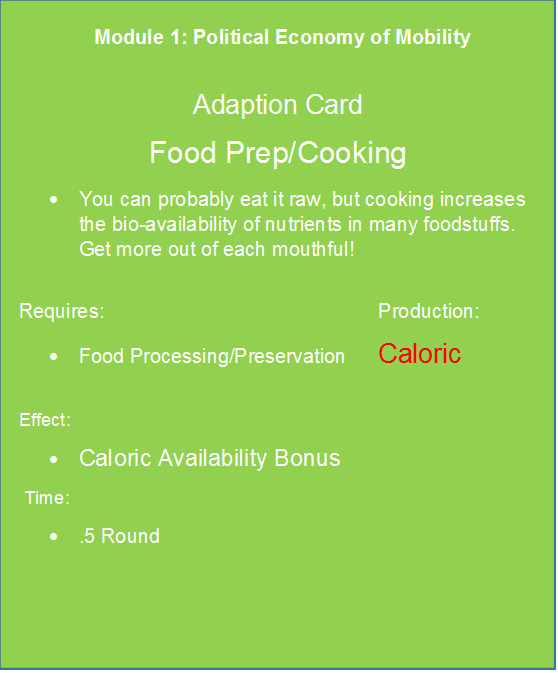 Module 1: Political Economy of Mobility
Adaption Card
Food Prep/Cooking
• You can probably eat it raw, but cooking increases
the bio-availability of nutrients in many foodstuffs.
Get more out of each mouthful!
Requires: Production:
• Food Processing/Preservation Caloric
Effect:
• Caloric Availability Bonus
Time:
• .5 Round